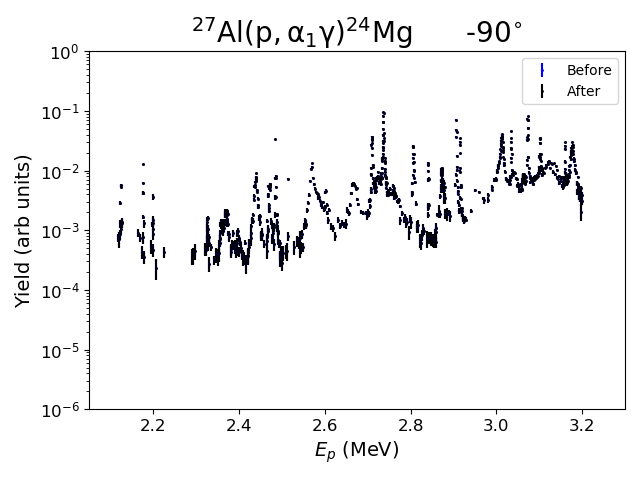 ²⁷Al(p, α₁γ)²⁴Mg -90°
Before
After
Yield (arb units)
10⁰
10⁻¹
10⁻²
10⁻³
10⁻⁴
10⁻⁵
10⁻⁶
2.2 2.4 2.6 2.8 3.0 3.2
Eₚ (MeV)